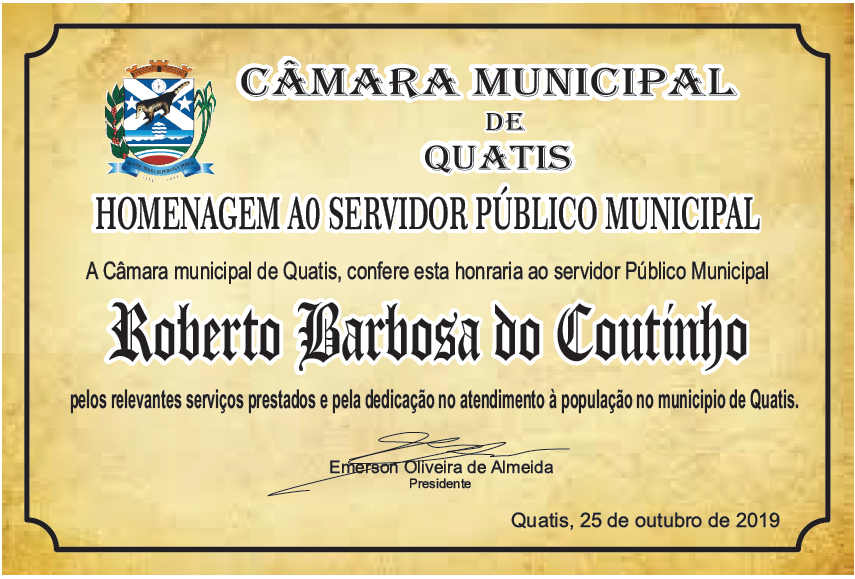 CÂMARA MUNICIPAL
DE
QUATIS
HOMENAGEM AO SERVIDOR PÚBLICO MUNICIPAL
A Câmara municipal de Quatis, confere esta honraria ao servidor Público Municipal
Roberto Barbosa do Coutinho
pelos relevantes serviços prestados e pela dedicação no atendimento à população no municipio de Quatis.
Emerson Oliveira de Almeida
Presidente
Quatis, 25 de outubro de 2019